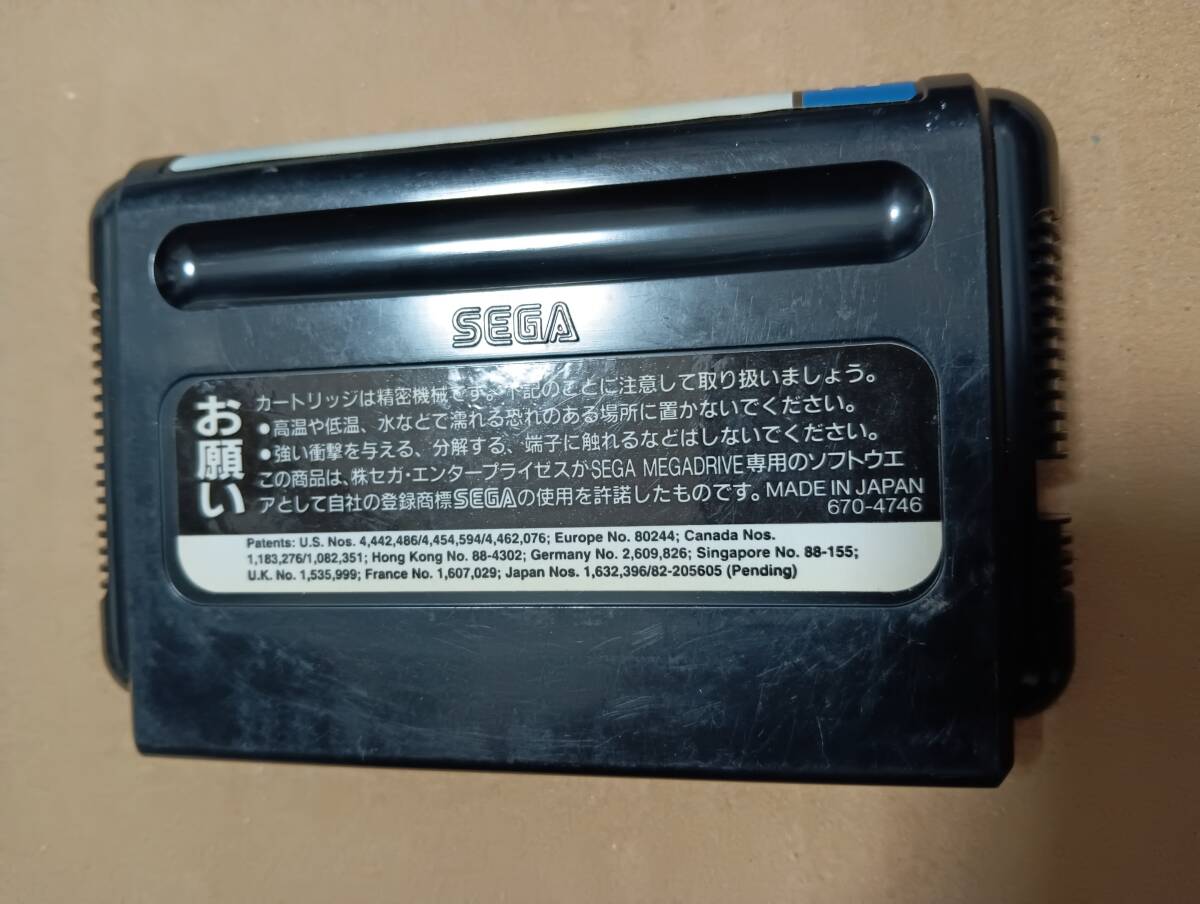 SEGA
お願い
カートリッジは精密機械です。下記のことに注意して取り扱いましょう。
•高温や低温、水などで濡れる恐れのある場所に置かないでください。
•強い衝撃を与える、分解する、端子に触れるなどはしないでください。
この商品は、株セガ・エンタープライゼスがSEGA MEGADRIVE専用のソフトウエ
アとして自社の登録商標SEGAの使用を許諾したものです。MADE IN JAPAN
670-4746
Patents: U.S. Nos. 4,442,486/4,454,594/4,462,076; Europe No. 80244; Canada Nos.
1,183,276/1,082,351; Hong Kong No. 88-4302; Germany No. 2,609,826; Singapore No. 88-155;
U.K. No. 1,535,999; France No. 1,607,029; Japan Nos. 1,632,396/82-205605 (Pending)